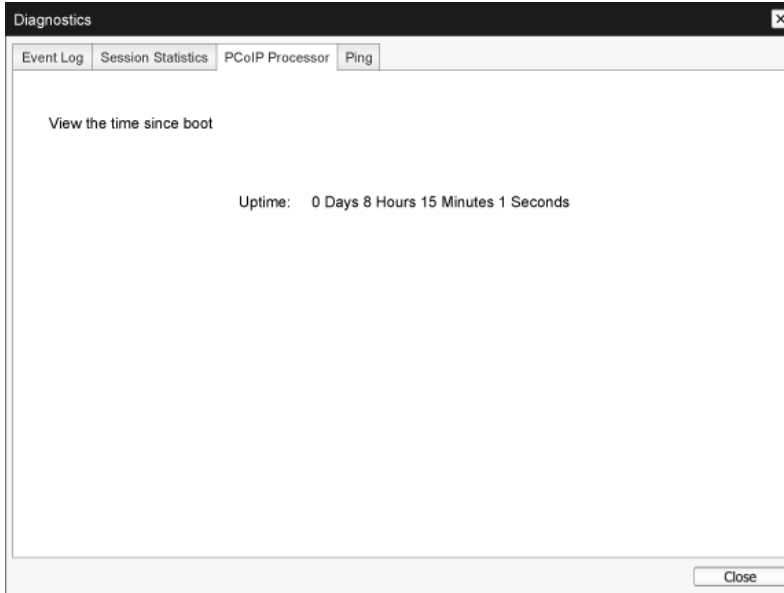 Diagnostics
Event Log Session Statistics PCoIP Processor Ping
View the time since boot
Uptime: 0 Days 8 Hours 15 Minutes 1 Seconds
Close